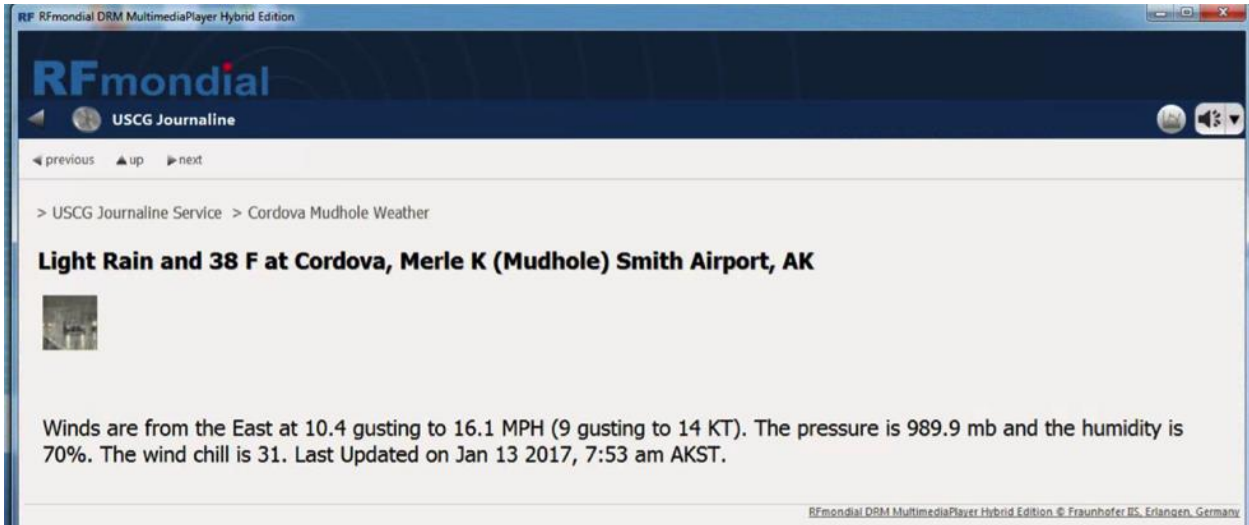 RF RFmondial DRM MultimediaPlayer Hybrid Edition
RFmondial
USCG Journaline
previous up next
> USCG Journaline Service > Cordova Mudhole Weather
Light Rain and 38 F at Cordova, Merle K (Mudhole) Smith Airport, AK
Winds are from the East at 10.4 gusting to 16.1 MPH (9 gusting to 14 KT). The pressure is 989.9 mb and the humidity is
70%. The wind chill is 31. Last Updated on Jan 13 2017, 7:53 am AKST.
RFmondial DRM MultimediaPlayer Hybrid Edition © Fraunhofer IIS, Erlangen, Germany